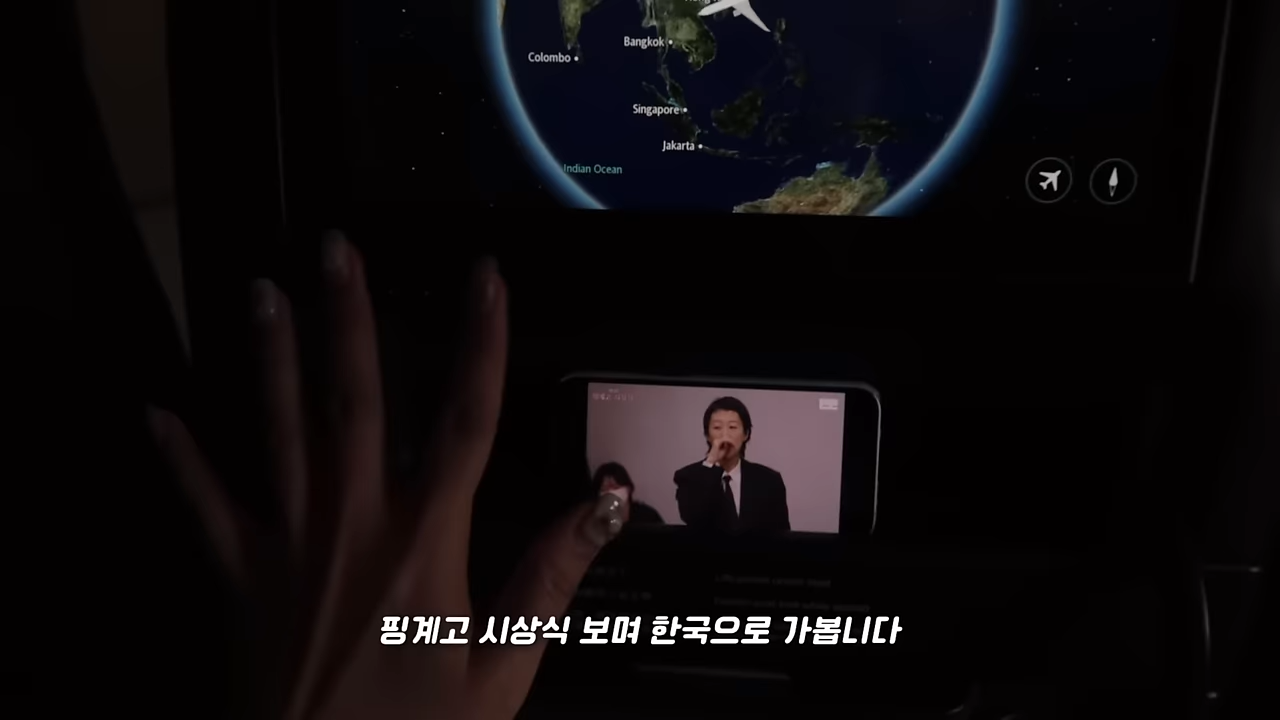 Bangkok
Colombo
Singapore
Jakarta
Indian Ocean
핑계고 시상식 보며 한국으로 가봅니다